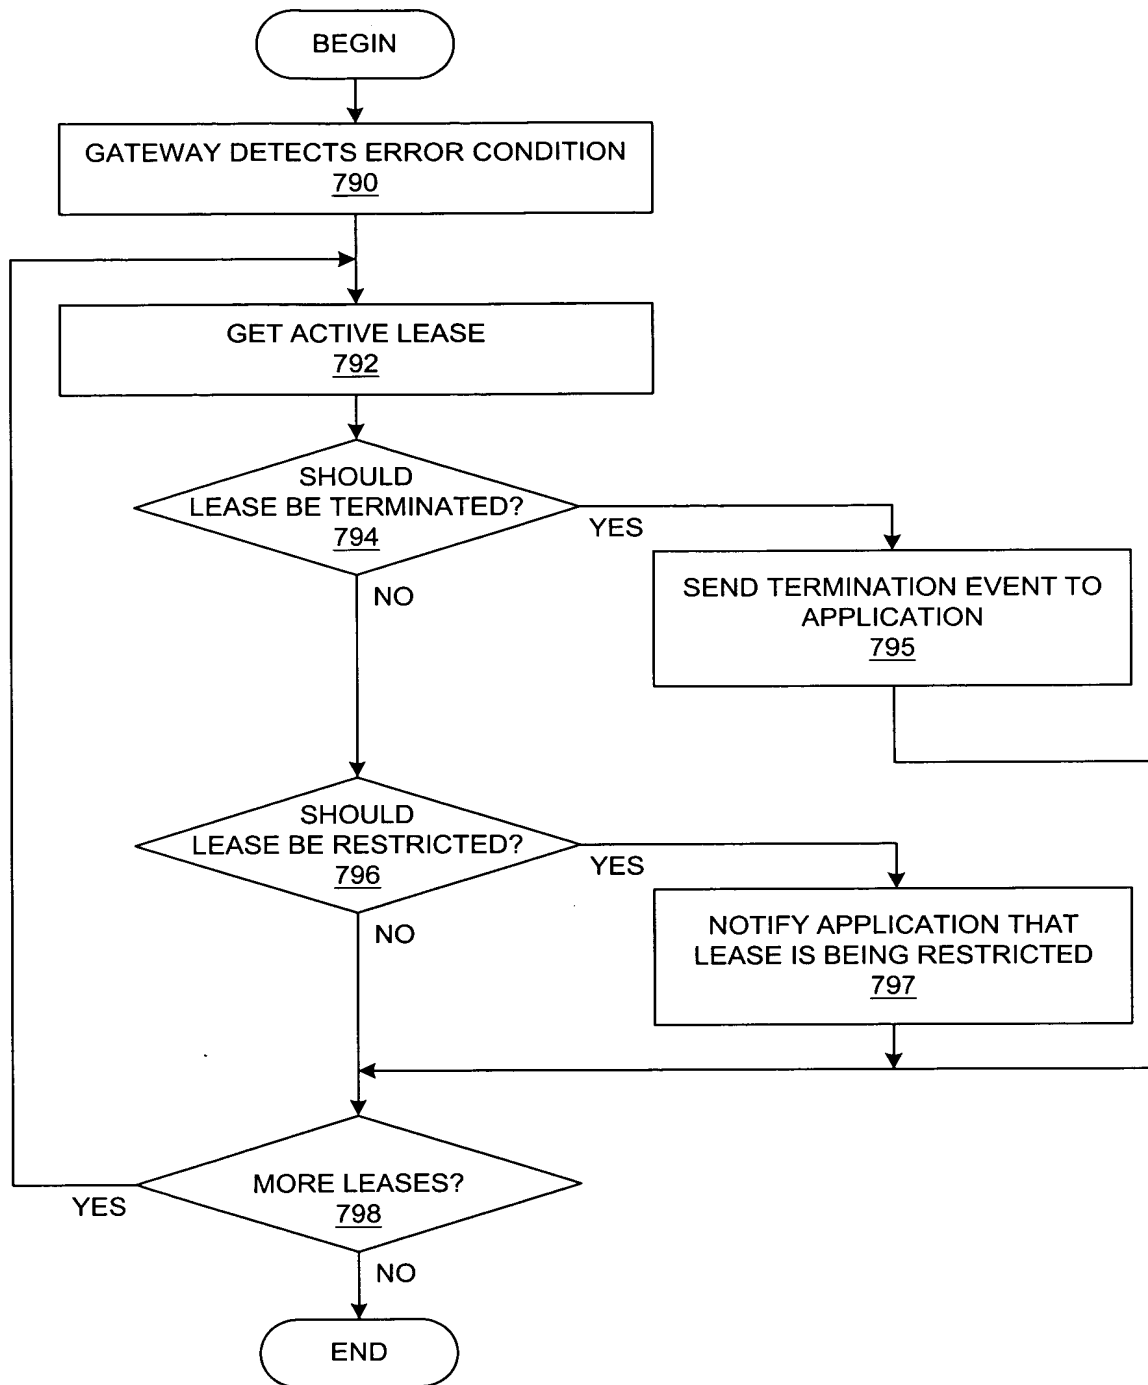 BEGIN
GATEWAY DETECTS ERROR CONDITION
790
GET ACTIVE LEASE
792
SHOULD
LEASE BE TERMINATED?
794
YES
NO
SEND TERMINATION EVENT TO
APPLICATION
795
SHOULD
LEASE BE RESTRICTED?
796
YES
NO
NOTIFY APPLICATION THAT
LEASE IS BEING RESTRICTED
797
MORE LEASES?
798
YES
NO
END